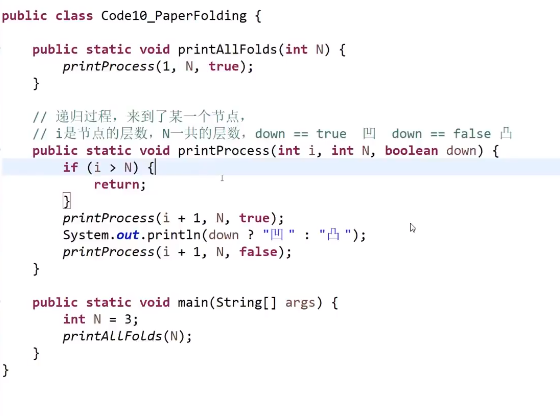 public class Code10_PaperFolding {
public static void printAllFolds(int N) {
printProcess(1, N, true);
}
// 递归过程，来到了某一个节点，
// i是节点的层数，N一共的层数，down == true 凹 down == false 凸
public static void printProcess(int i, int N, boolean down) {
if (i > N) {
return;
}
printProcess(i + 1, N, true);
System.out.println(down ? "凹 " : "凸 ");
printProcess(i + 1, N, false);
}
public static void main(String[] args) {
int N = 3;
printAllFolds(N);
}
}